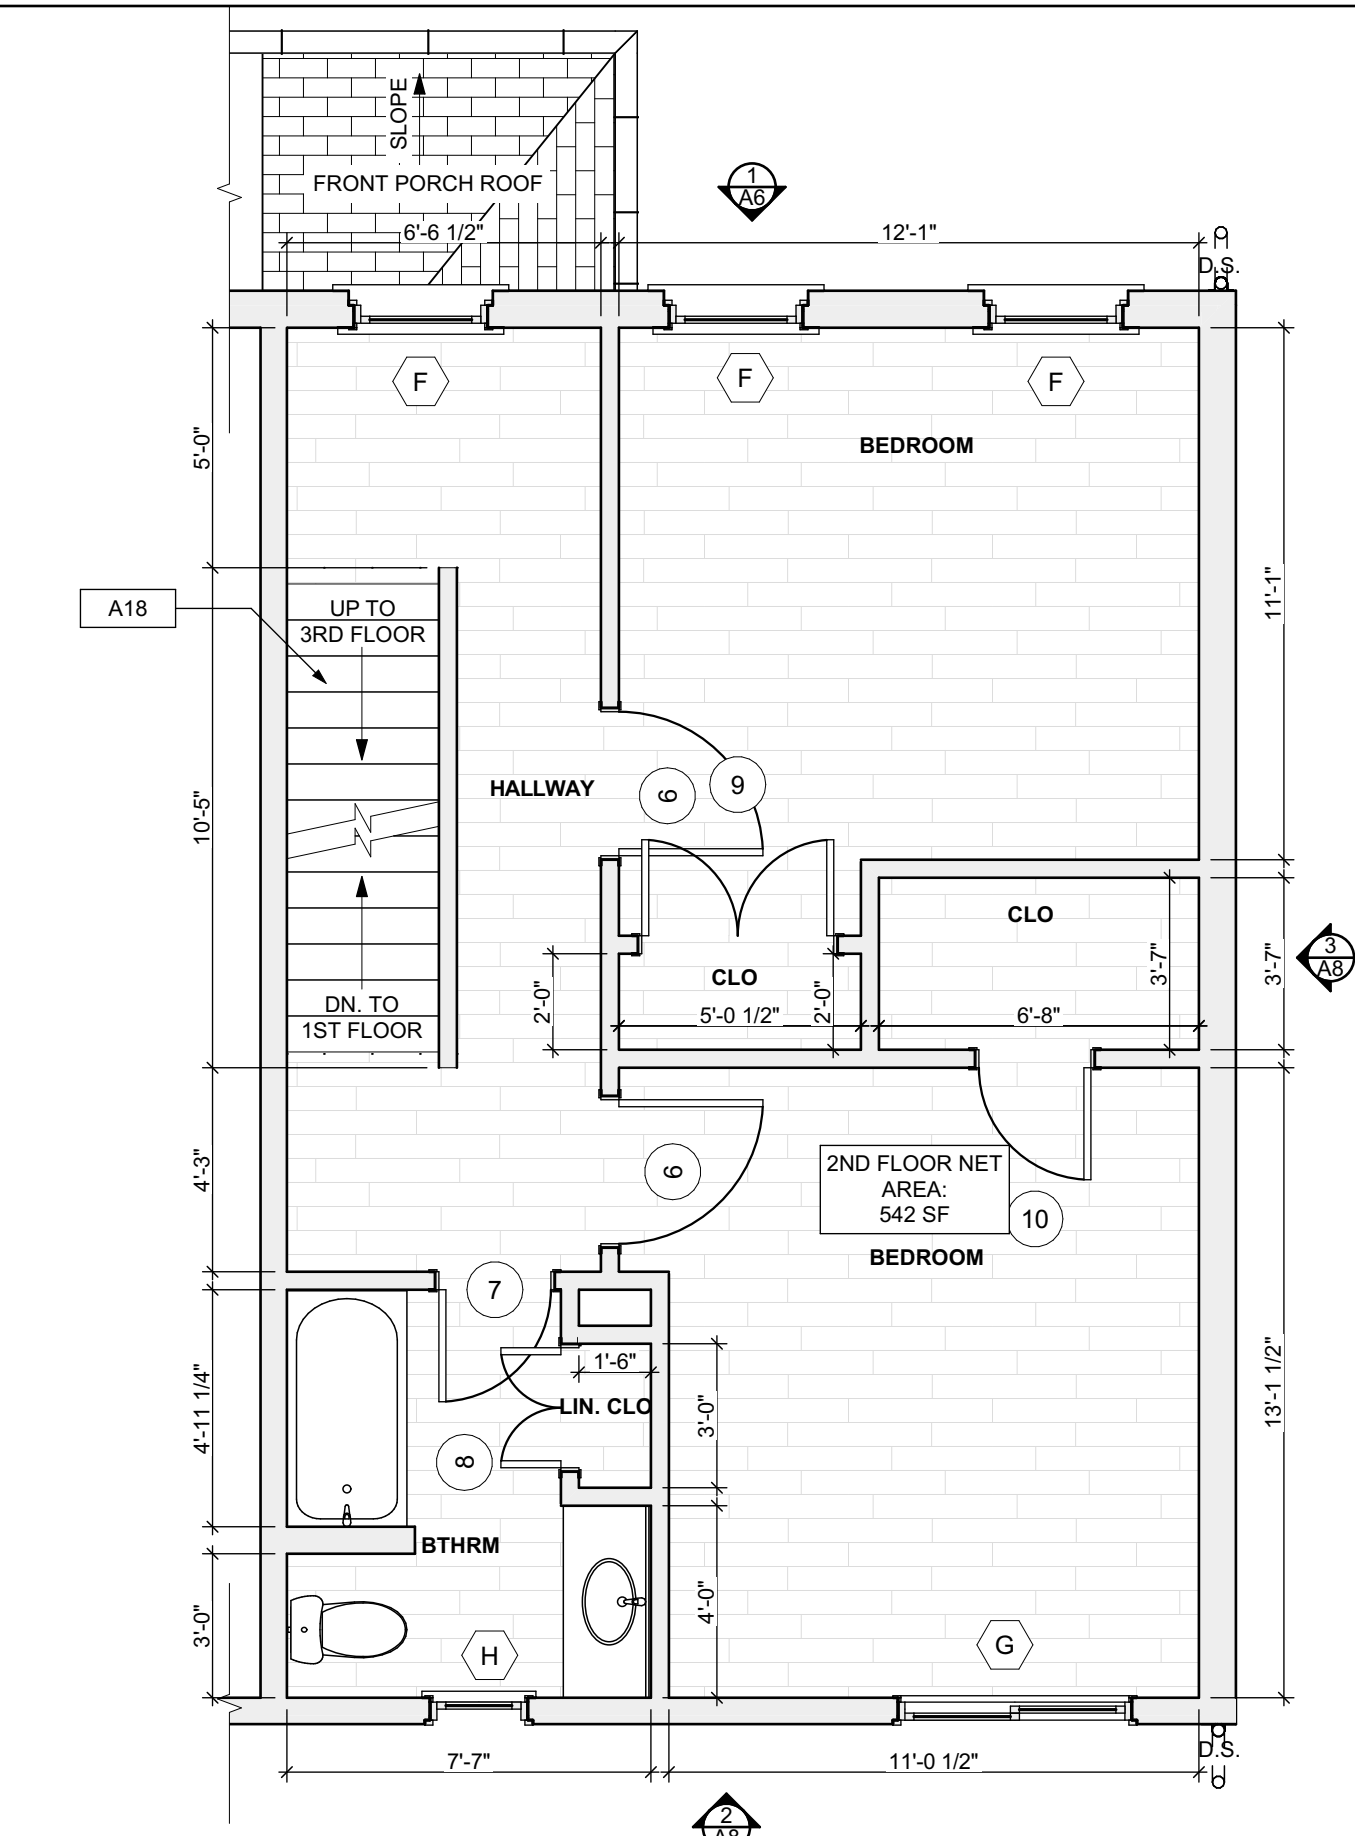 SLOPE
FRONT PORCH ROOF
1
A6
6'-6 1/2"
12'-1"
D.S.
F
F
F
BEDROOM
5'-0"
11'-1"
A18
UP TO
3RD FLOOR
HALLWAY
6
9
10'-5"
CLO
CLO
3'-7"
3'-7"
3
A8
2'-0"
5'-0 1/2"
2'-0"
6'-8"
DN. TO
1ST FLOOR
4'-3"
6
2ND FLOOR NET
AREA:
542 SF
10
BEDROOM
7
1'-6"
4'-11 1/4"
LIN. CLO
3'-0"
13'-1 1/2"
8
BTHRM
3'-0"
4'-0"
H
G
7'-7"
11'-0 1/2"
D.S.
2
A8